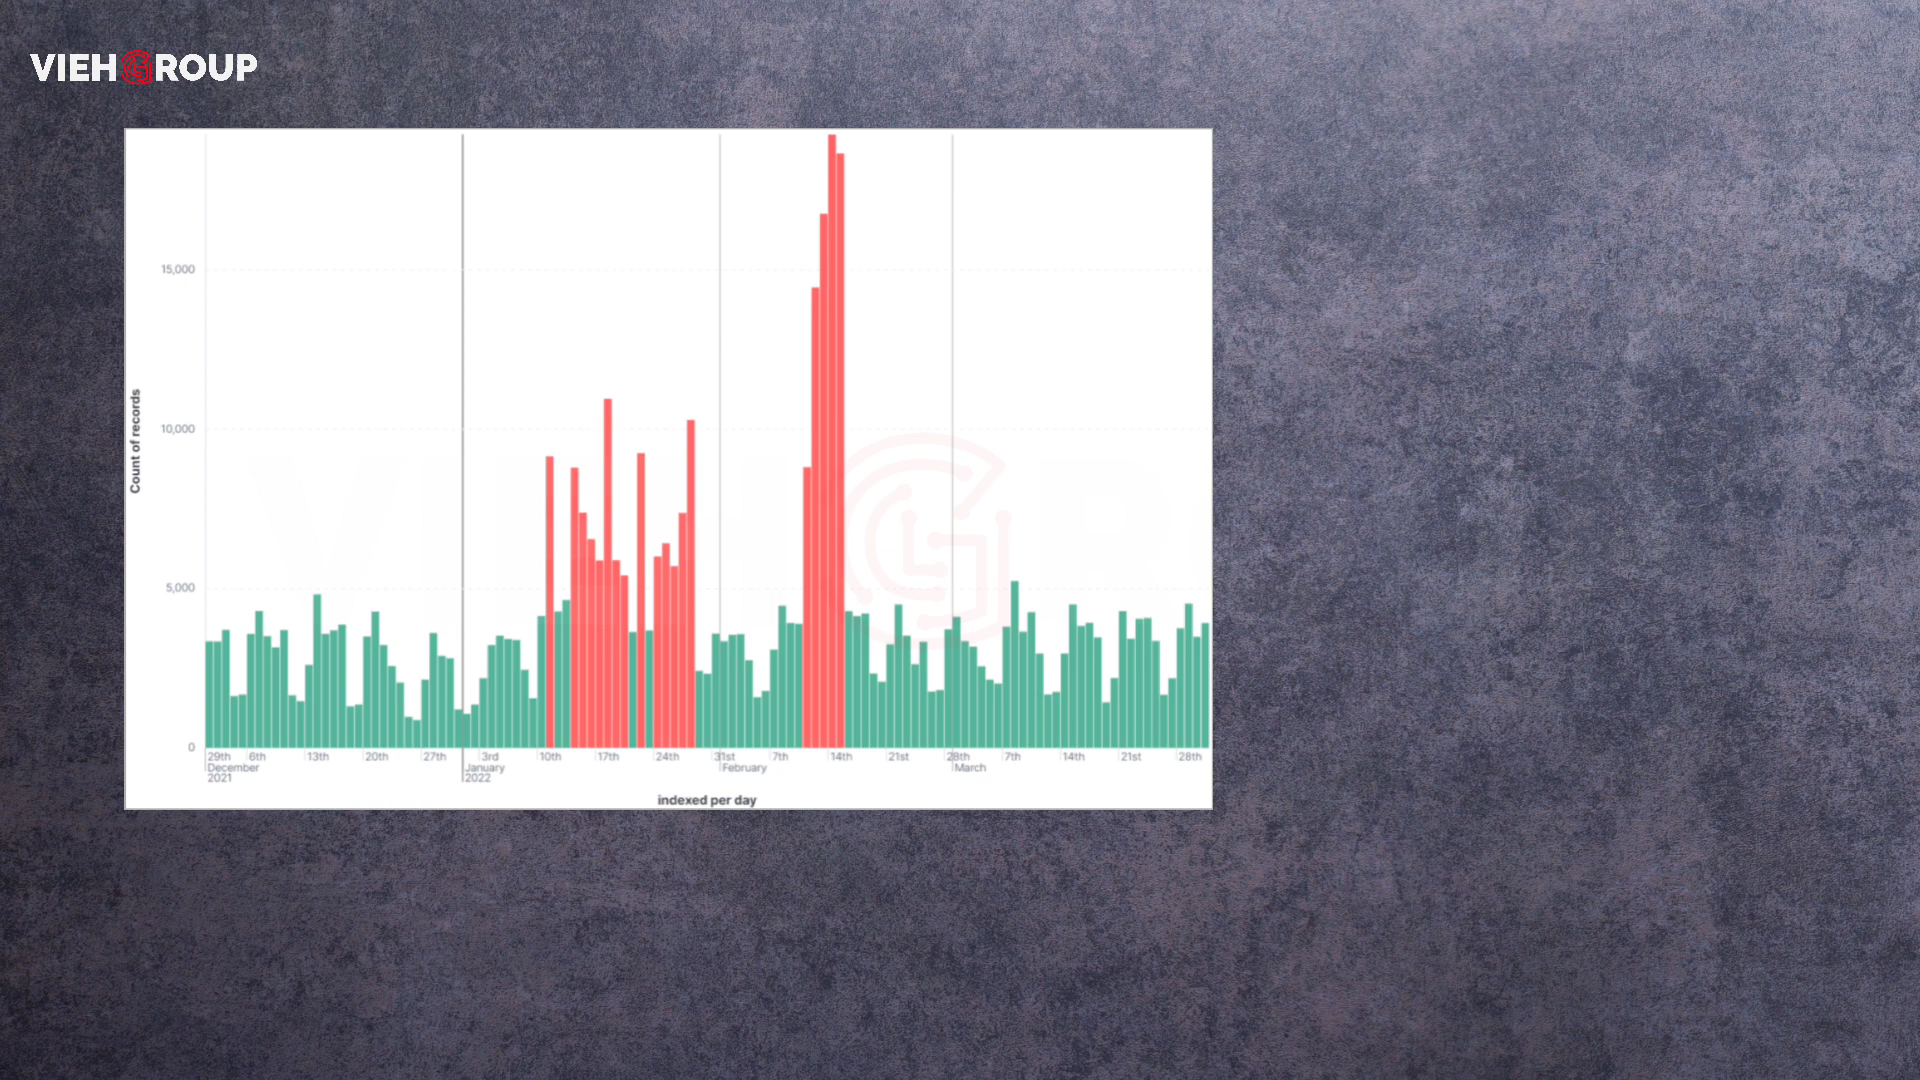 VIEHGROUP
15,000
10,000
5,000
0
Count of records
29th 6th 13th 20th 27th 3rd 10th 17th 24th 31st 7th 14th 21st 28th 7th 14th 21st 28th
December January February March
2021 2022
indexed per day